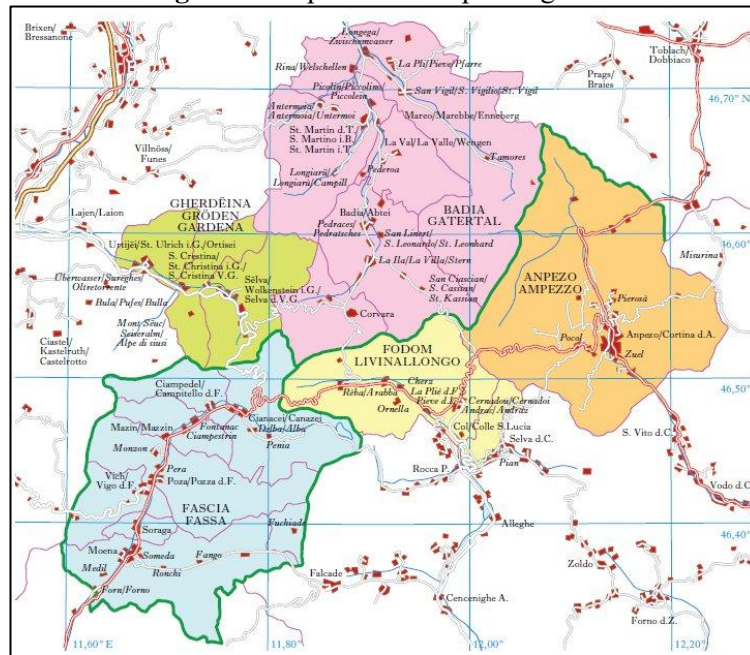 Longega/
Zwischenwasser
Brixen/
Bressanone
Toblach/
Dobbiaco
Rina/Welschellen
La Pli/Pieve/Pfarre
Prags/
Braies
Picolin/Piccolino/
Piccolein
San Vigil/S. Vigilio/St. Vigil
46,70° N
Antermoia/
Antermoia/Untermoi
Mareo/Marebbe/Enneberg
St. Martin d.T./
S. Martino i.B./
St. Martin i.T.
Villnöss/
Funes
La Val/La Valle/Wengen
Tamores
Longiarü/
Longiarù/Campill
Pederoa
GHERDËINA
GRÖDEN
GARDENA
Badia/Abtei
BADIA
GATERTAL
Lajen/Laion
Pedraces/
Pedratsches
San Linert/
S. Leonardo/St. Leonhard
46,60°
Urtijëi/St. Ulrich i.G./Ortisei
S. Crestina/
St. Christina i.G./
S. Cristina V.G.
La Ila/La Villa/Stern
Misurina
ANPEZO
AMPEZZO
Überwasser/Sureghes/
Oltretorrente
Sëlva/
Wolkenstein i.G./
Selva d.V.G.
San Ciascian/
S. Cassian/
St. Kassian
Pierosà
Bula/Pufes/Bulla
Mont/Sëuc/
Seiseralm/
Alpe di siusi
Corvara
Ciastel/
Kastelruth/
Castelrotto
Pocol
Anpezo/Cortina d.A.
Zuel
FODOM
LIVINALLONGO
Ciampedel/
Campitello d.F.
Rèba/Arabba
Cherz
La Plié d.F./
Pieve d.L.
46,50°
Cernadou/Cernadoi
Andrac/Andràz
Ornella
Mazin/Mazzin
Fontanac
Ciampestrin
Cianacei/Canazei
Delba/Alba
Col/Colle S.Lucia
S. Vito d.C.
Monzon
Penia
Selva d.C.
Pera
Rocca P.
Pian
Vich/
Vigo d.F.
Poza/Pozza d.F.
Vodo d.C.
FASCIA
FASSA
Fuchiade
Soraga
Alleghe
46,40°
Moena
Someda
Fango
Medil
Ronchi
Zoldo
Forn/Forno
Falcade
Cencenighe A.
Forno d.Z.
11,60° E
11,80°
12,00°
12,20°